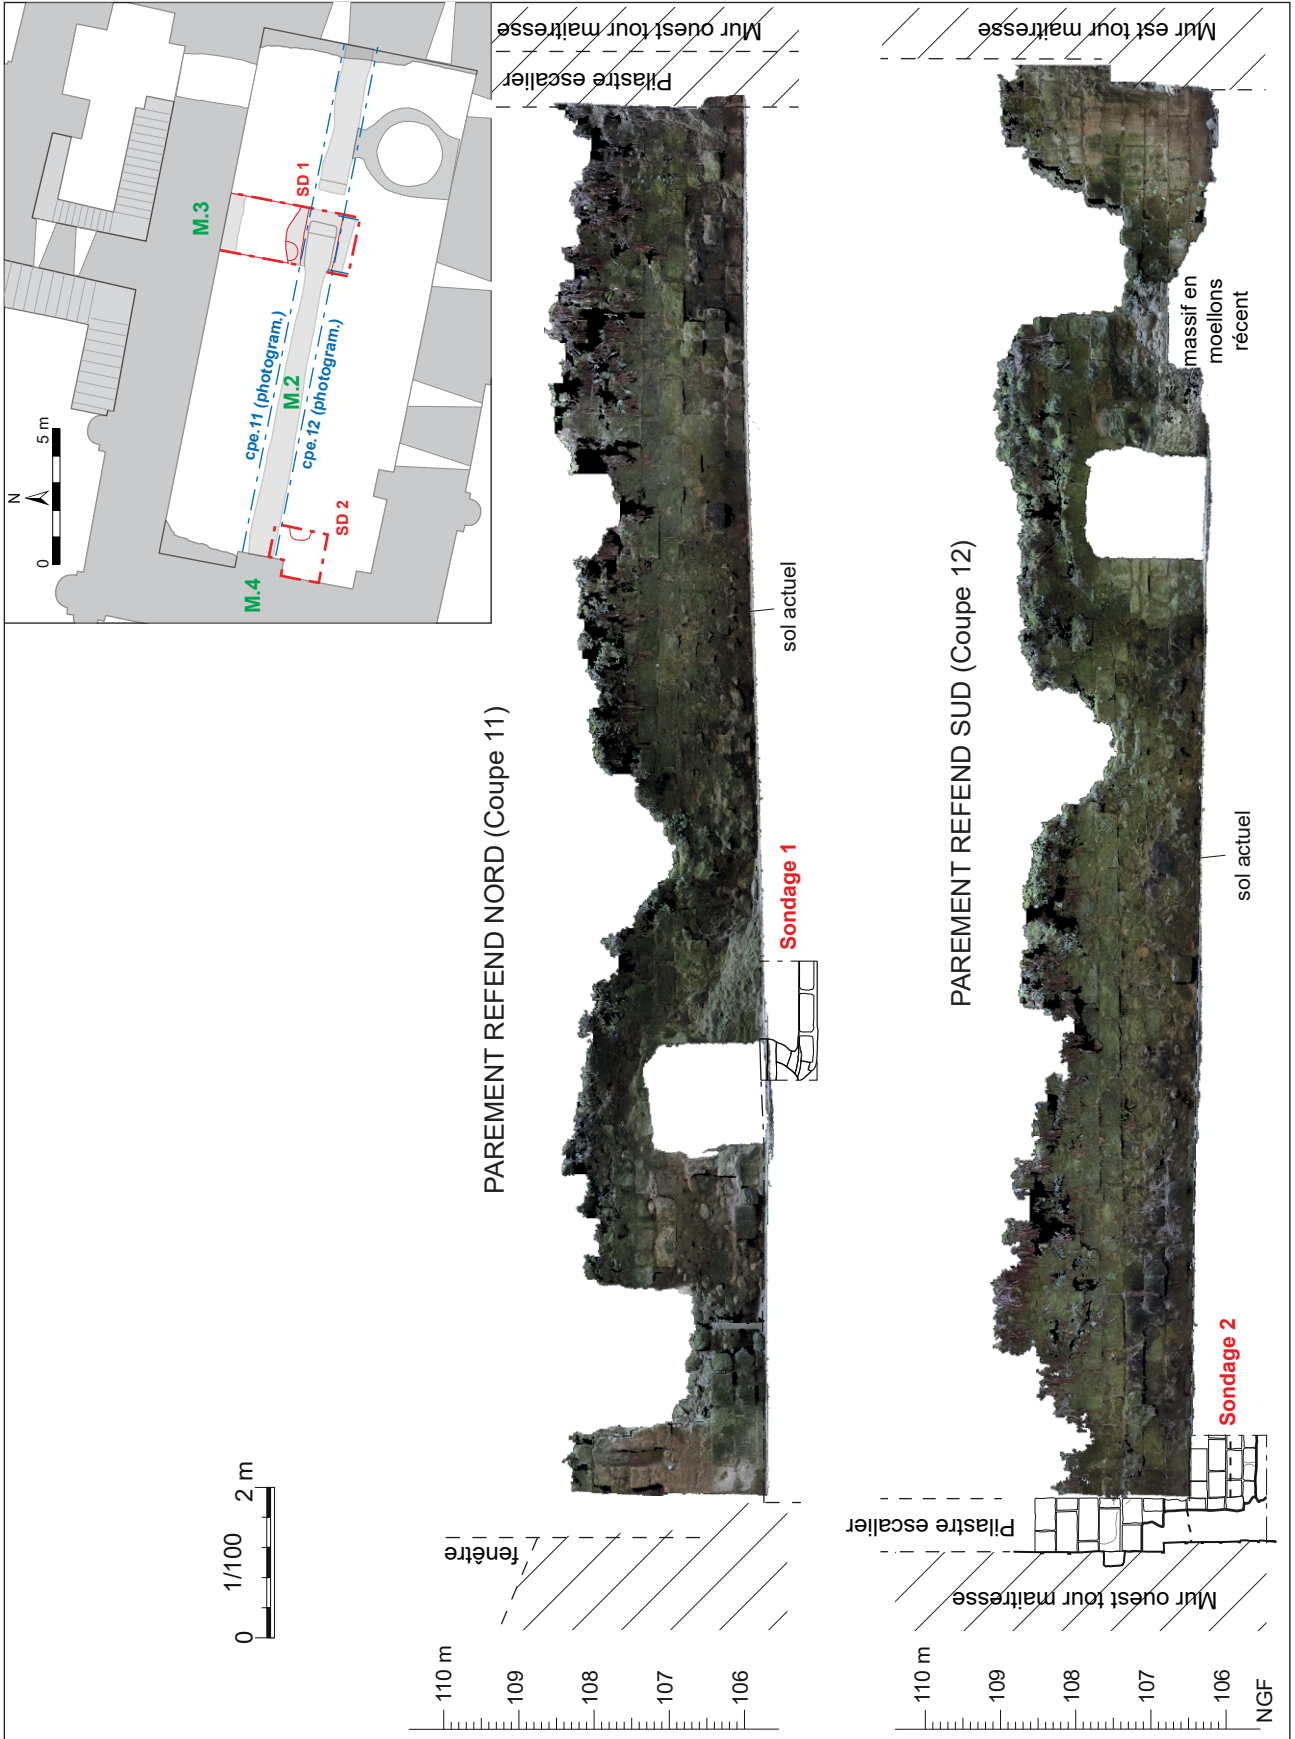 N
0
5 m
M.3
SD 1
cpe.11 (photogram.)
M.2
cpe.12 (photogram.)
M.4
SD 2
0
1/100
2 m
PAREMENT REFEND NORD (Coupe 11)
110 m
109
108
107
106
fenêtre
Sondage 1
sol actuel
Pilastre escalier
Mur ouest tour maitresse
PAREMENT REFEND SUD (Coupe 12)
110 m
109
108
107
106
NGF
Mur ouest tour maitresse
Pilastre escalier
Sondage 2
sol actuel
massif en
moellons
récent
Mur est tour maitresse